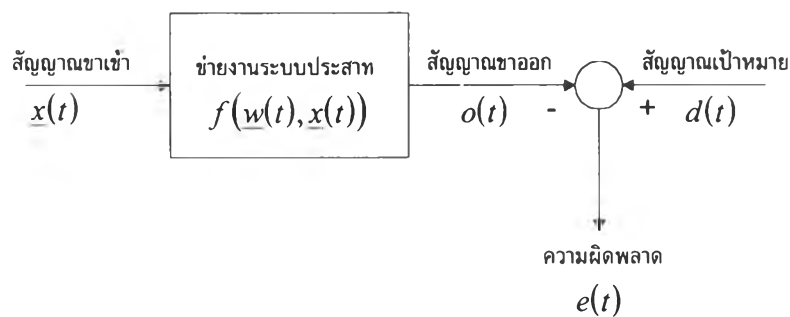 สัญญาณขาเข้า
x(t)
ข่ายงานระบบประสาท
f(w(t),x(t))
สัญญาณขาออก
o(t)
-
+
สัญญาณเป้าหมาย
d(t)
ความผิดพลาด
e(t)